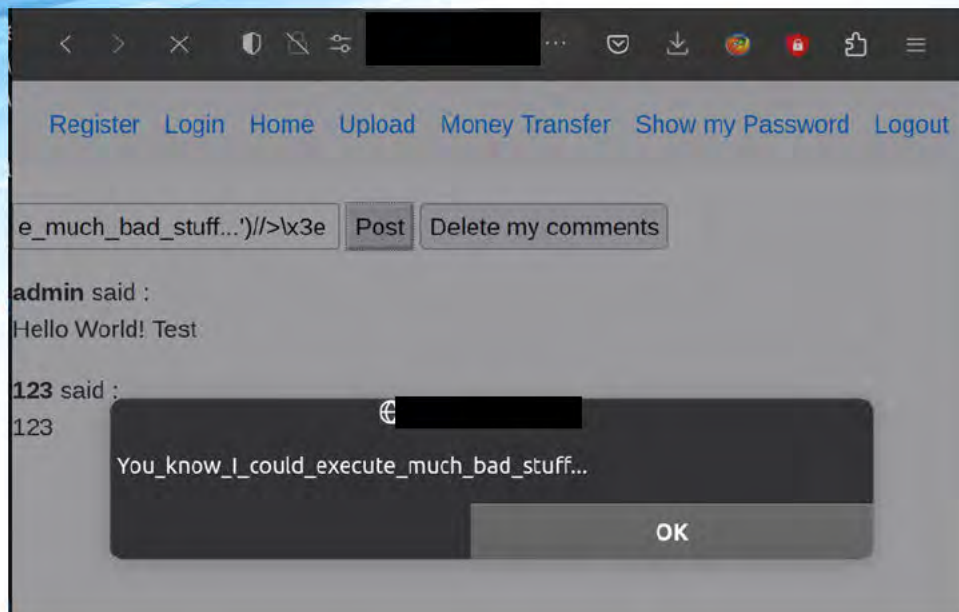 Register Login Home Upload Money Transfer Show my Password Logout
e_much_bad_stuff...')//>\x3e Post Delete my comments
admin said :
Hello World! Test
123 said :
123
You_know_I_could_execute_much_bad_stuff...
OK